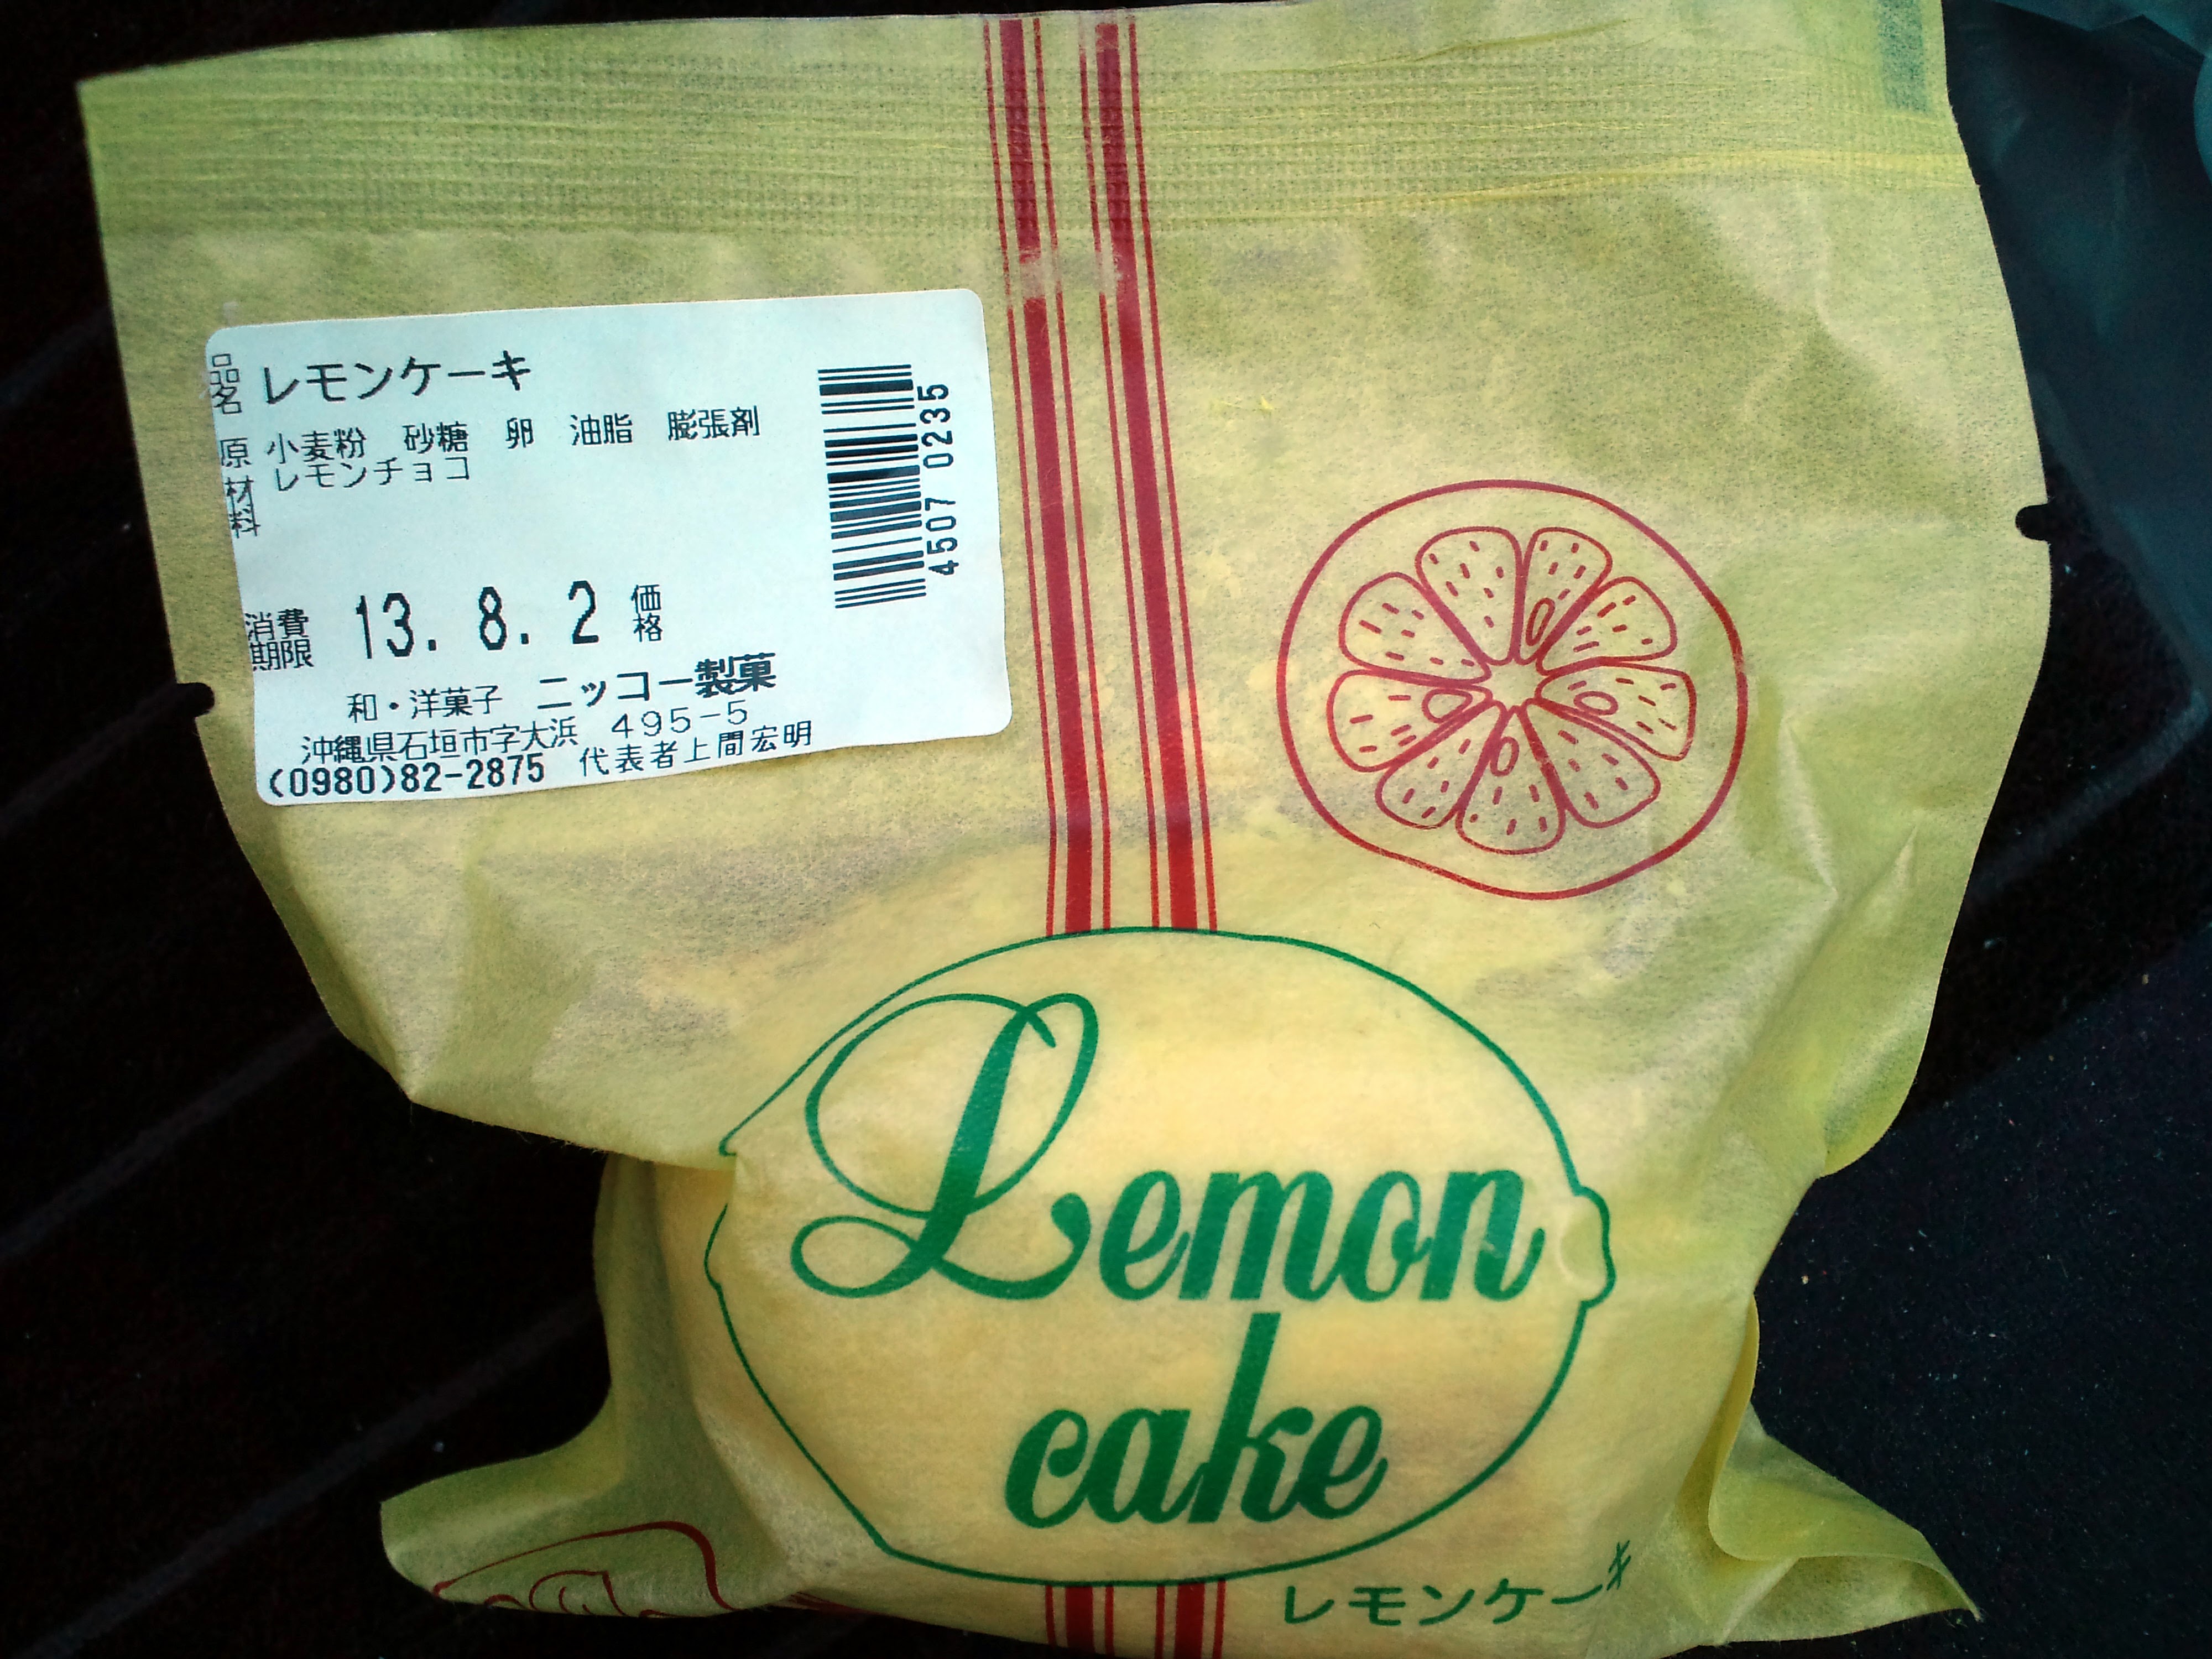 品名 レモンケーキ
原材料 小麦粉 砂糖 卵 油脂 膨張剤
レモンチョコ
4507 0235
消費期限 13. 8. 2 価格
和・洋菓子 ニッコー製菓
沖縄県石垣市字大浜 495-5
(0980)82-2875 代表者上間宏明
Lemon
cake
レモンケーキ